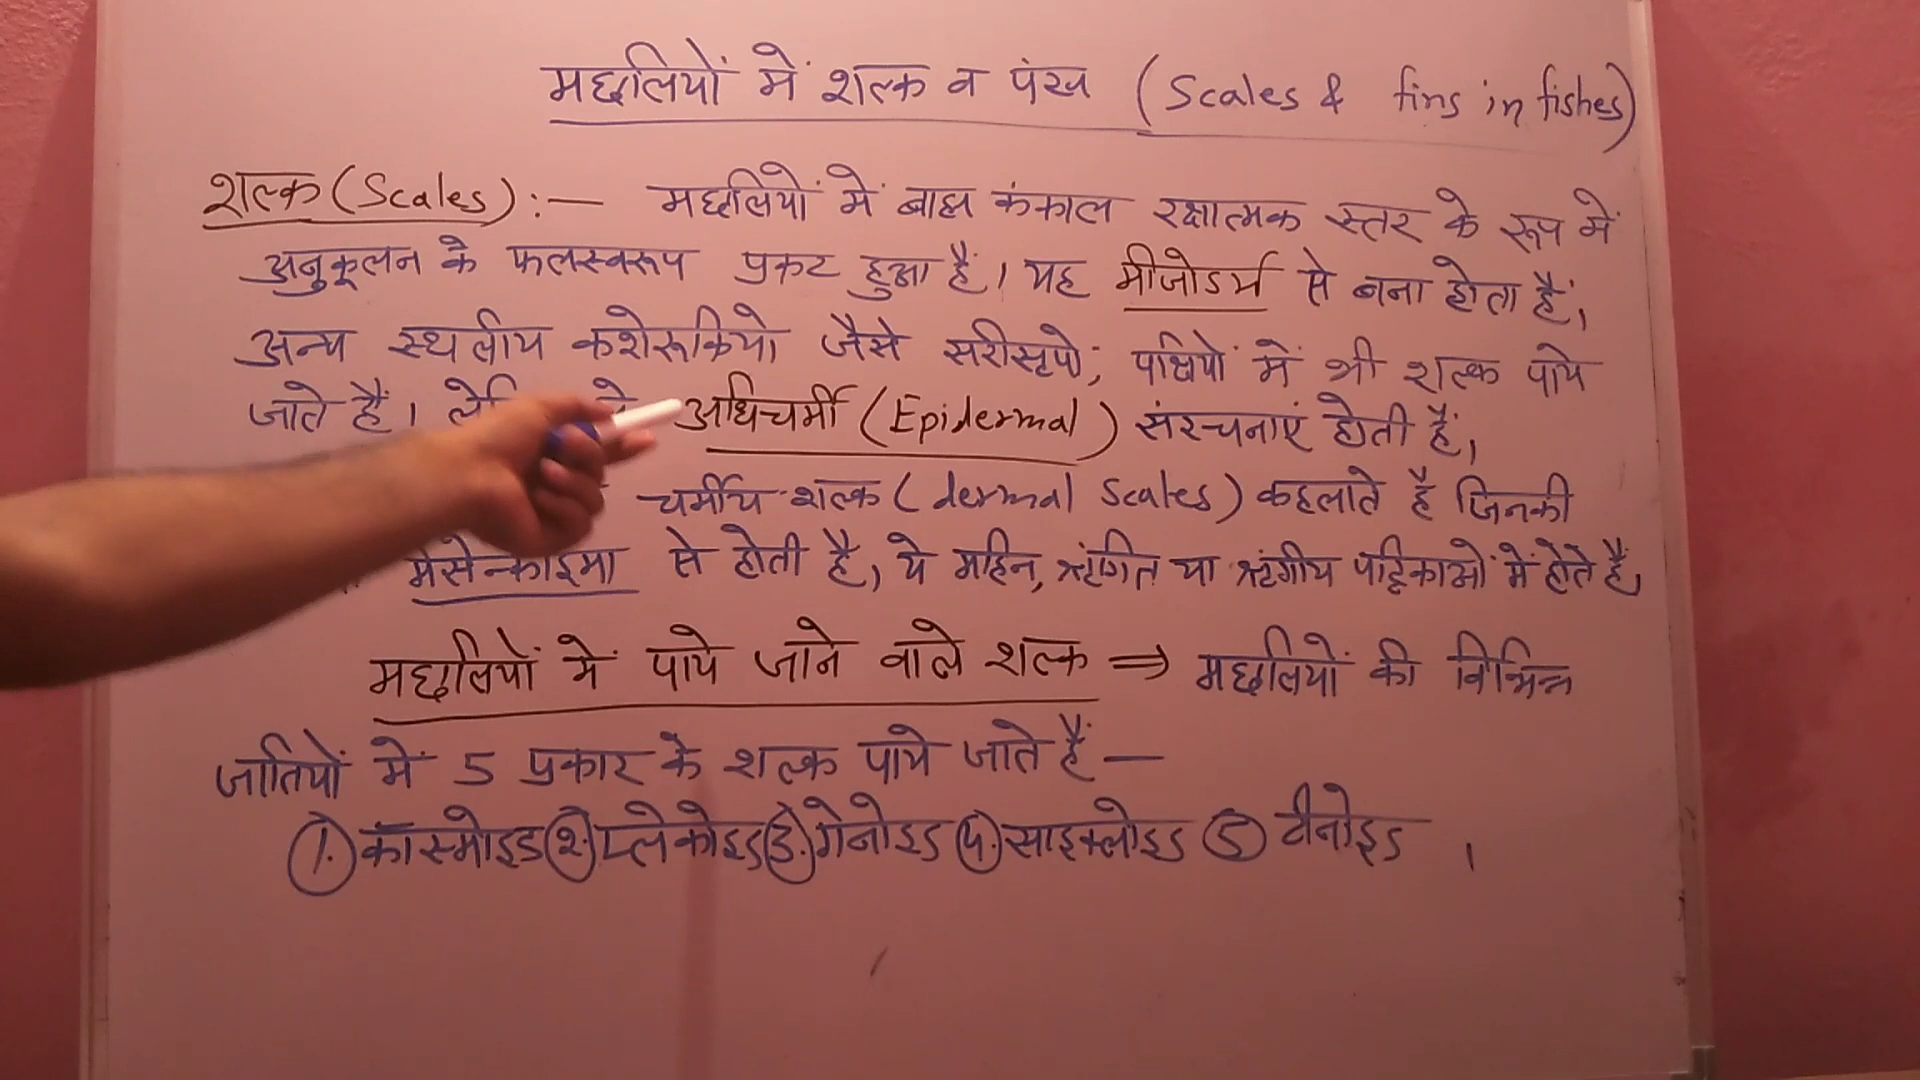 मछलियों में शल्क व पंख (Scales & fins in fishes)
शल्क (Scales) :— मछलियों में बाह्य कंकाल रक्षात्मक स्तर के रूप में
अनुकूलन के फलस्वरूप प्रकट हुआ है। यह मीजोडर्म से बना होता है,
अन्य स्थलीय कशेरूकियो जैसे सरीसृपो, पक्षियों में भी शल्क पाये
जाते है। अधिचर्मी (Epidermal) संरचनाएं होती हैं,
चर्मीय शल्क (dermal Scales) कहलाते है जिनकी
मेसेन्काइमा से होती है, ये महिन, श्रृंगित या श्रृंगीय पट्टिकाओं में होते है,
मछलियों में पाये जाने वाले शल्क ⇒ मछलियों की विभिन्न
जातियों में 5 प्रकार के शल्क पाये जाते हैं —
① कॉस्मोइड ② प्लेकोइड ③ गेनोइड ④ साइक्लोइड ⑤ टीनोइड ।